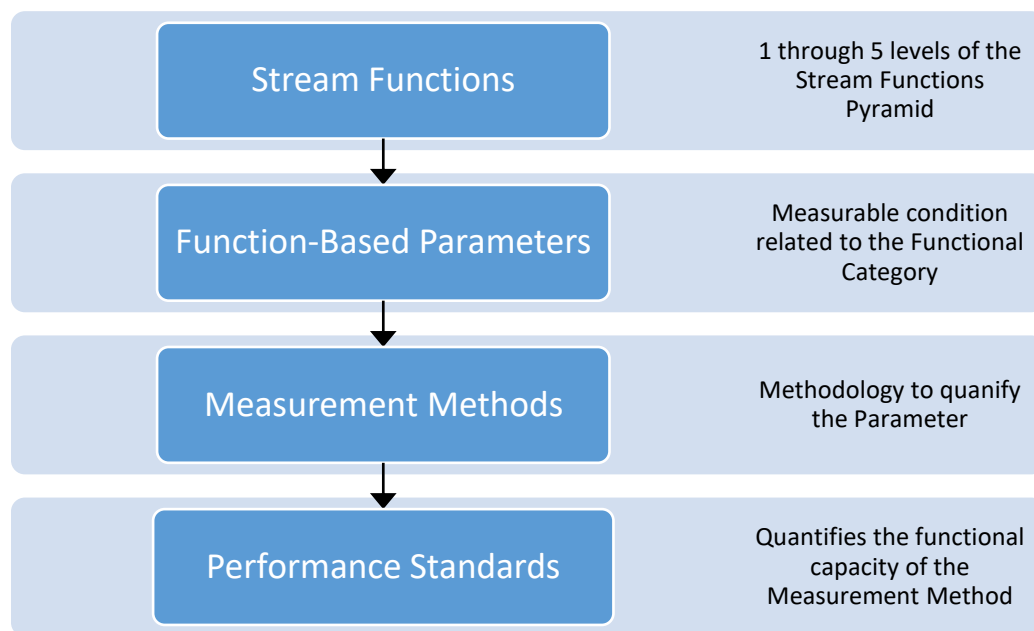 Stream Functions
1 through 5 levels of the
Stream Functions
Pyramid
Function-Based Parameters
Measurable condition
related to the Functional
Category
Measurement Methods
Methodology to quanify
the Parameter
Performance Standards
Quantifies the functional
capacity of the
Measurement Method